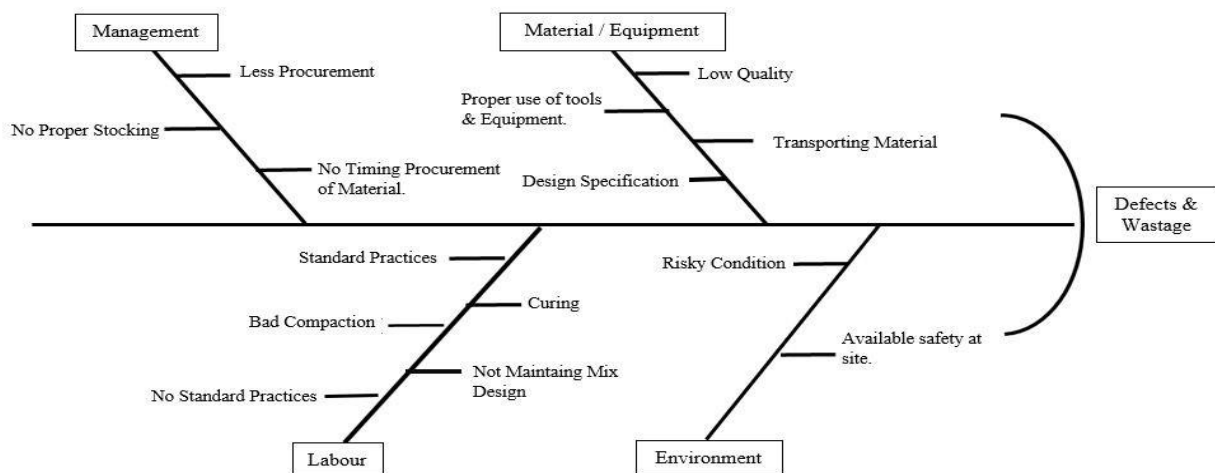 Management
Less Procurement
No Proper Stocking
No Timing Procurement
of Material.
Material / Equipment
Low Quality
Proper use of tools
& Equipment.
Transporting Material
Design Specification
Defects &
Wastage
Standard Practices
Curing
Bad Compaction
Not Maintaing Mix
Design
No Standard Practices
Labour
Risky Condition
Available safety at
site.
Environment